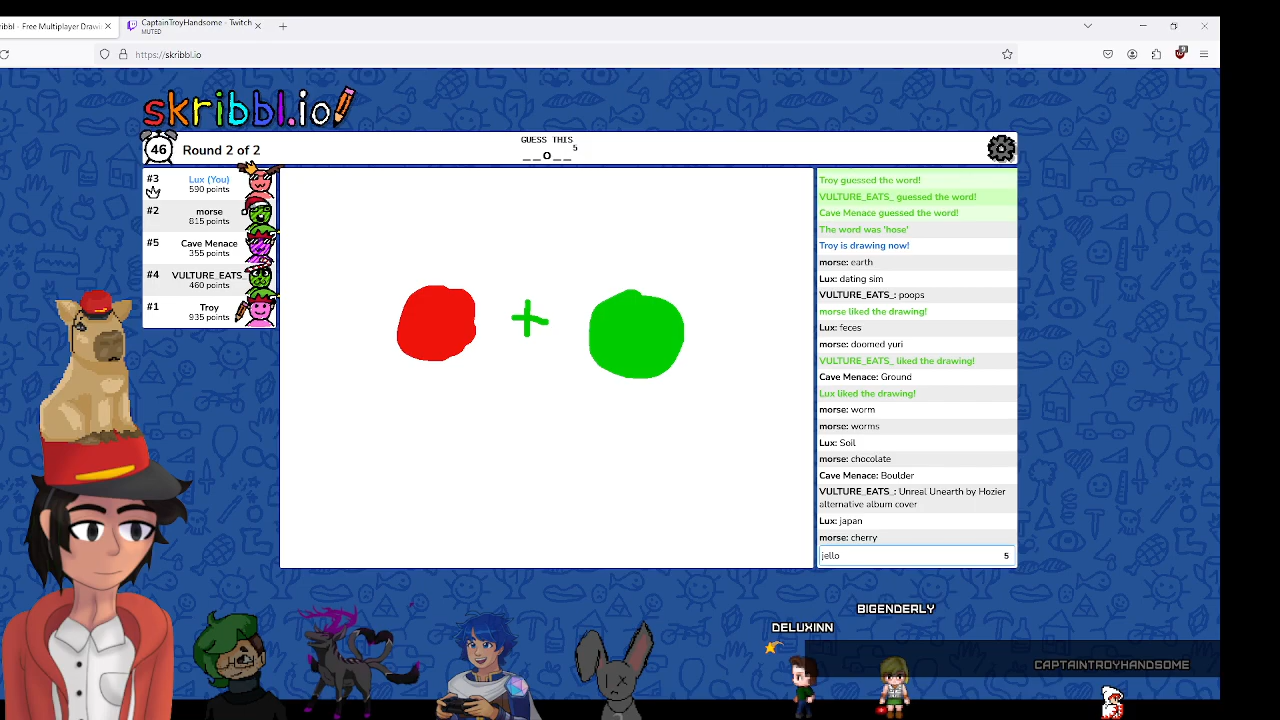 ribbl - Free Multiplayer Drawi
CaptainTroyHandsome - Twitch
MUTED
https://skribbl.io
skribbl.io
46
Round 2 of 2
GUESS THIS
_ _ o _ _ 5
#3
Lux (You)
590 points
#2
morse
815 points
#5
Cave Menace
355 points
#4
VULTURE_EATS_
460 points
#1
Troy
935 points
Troy guessed the word!
VULTURE_EATS_ guessed the word!
Cave Menace guessed the word!
The word was 'hose'
Troy is drawing now!
morse: earth
Lux: dating sim
VULTURE_EATS_: poops
morse liked the drawing!
Lux: feces
morse: doomed yuri
VULTURE_EATS_ liked the drawing!
Cave Menace: Ground
Lux liked the drawing!
morse: worm
morse: worms
Lux: Soil
morse: chocolate
Cave Menace: Boulder
VULTURE_EATS_: Unreal Unearth by Hozier
alternative album cover
Lux: japan
morse: cherry
jello
5
BIGENDERLY
DELUXINN
CAPTAINTROYHANDSOME